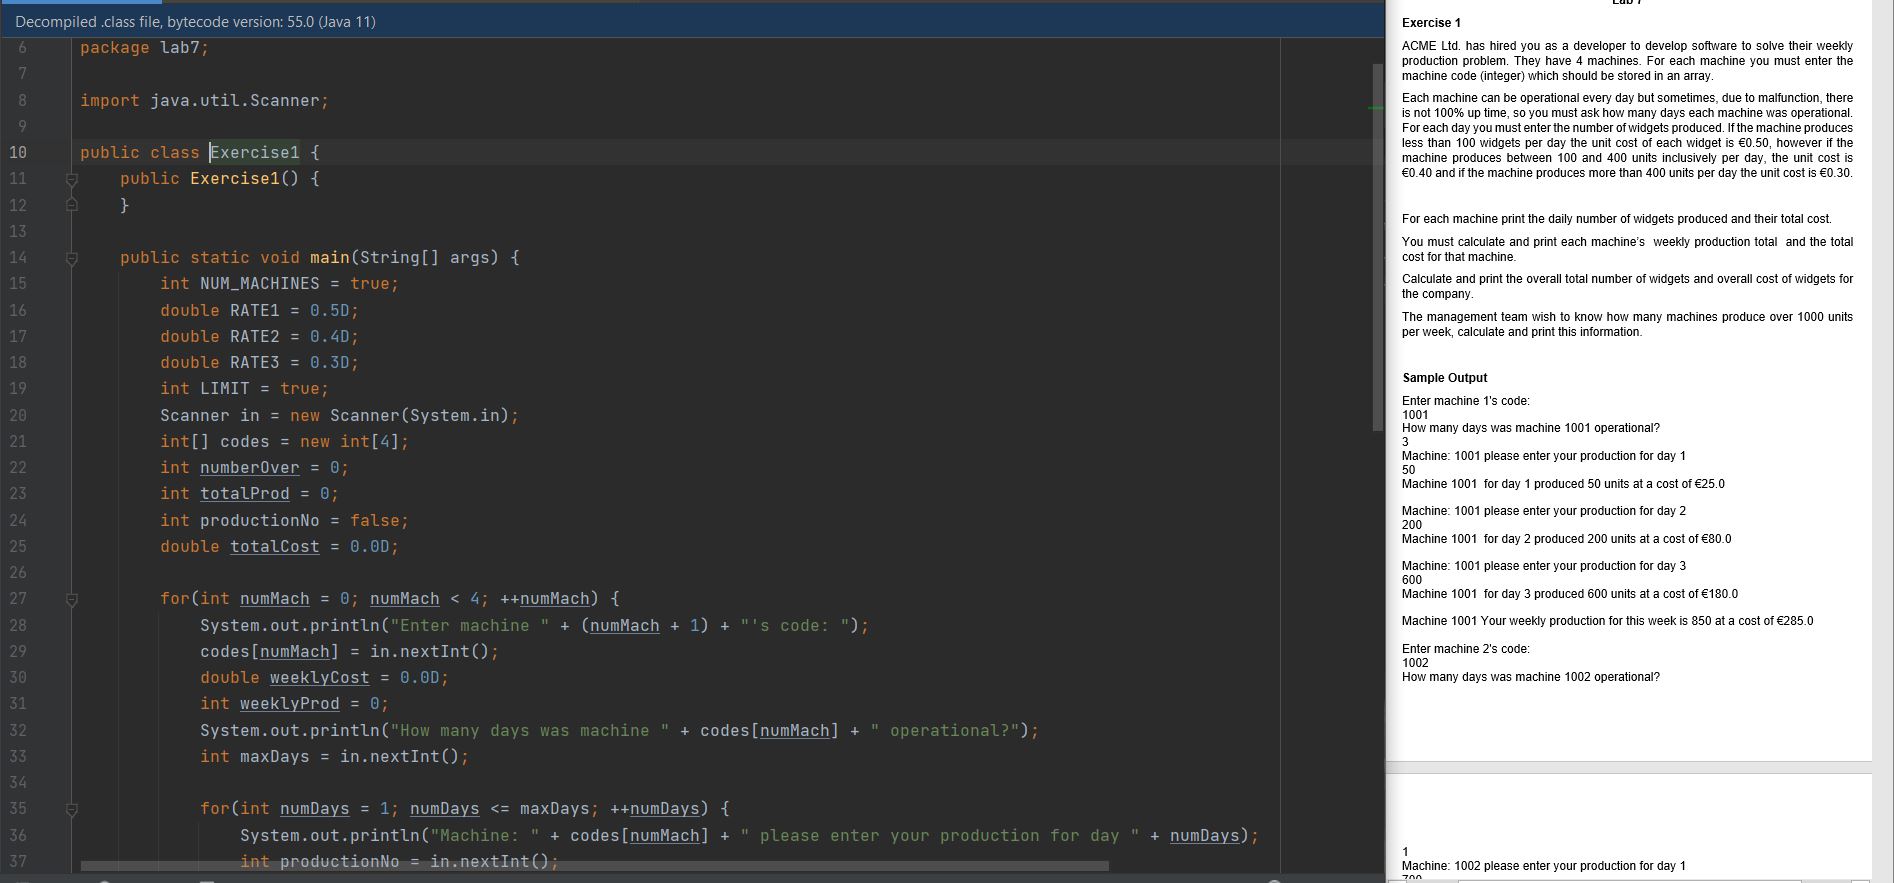 Decompiled .class file, bytecode version: 55.0 (Java 11)
6 package lab7;
7
8 import java.util.Scanner;
9
10 public class Exercise1 {
11 public Exercise1() {
12 }
13
14 public static void main(String[] args) {
15 int NUM_MACHINES = true;
16 double RATE1 = 0.5D;
17 double RATE2 = 0.4D;
18 double RATE3 = 0.3D;
19 int LIMIT = true;
20 Scanner in = new Scanner(System.in);
21 int[] codes = new int[4];
22 int numberOver = 0;
23 int totalProd = 0;
24 int productionNo = false;
25 double totalCost = 0.0D;
26
27 for(int numMach = 0; numMach < 4; ++numMach) {
28 System.out.println("Enter machine " + (numMach + 1) + "'s code: ");
29 codes[numMach] = in.nextInt();
30 double weeklyCost = 0.0D;
31 int weeklyProd = 0;
32 System.out.println("How many days was machine " + codes[numMach] + " operational?");
33 int maxDays = in.nextInt();
34
35 for(int numDays = 1; numDays <= maxDays; ++numDays) {
36 System.out.println("Machine: " + codes[numMach] + " please enter your production for day " + numDays);
37 int productionNo = in.nextInt();
Lab 7
Exercise 1
ACME Ltd. has hired you as a developer to develop software to solve their weekly
production problem. They have 4 machines. For each machine you must enter the
machine code (integer) which should be stored in an array.
Each machine can be operational every day but sometimes, due to malfunction, there
is not 100% up time, so you must ask how many days each machine was operational.
For each day you must enter the number of widgets produced. If the machine produces
less than 100 widgets per day the unit cost of each widget is €0.50, however if the
machine produces between 100 and 400 units inclusively per day, the unit cost is
€0.40 and if the machine produces more than 400 units per day the unit cost is €0.30.
For each machine print the daily number of widgets produced and their total cost.
You must calculate and print each machine's weekly production total and the total
cost for that machine.
Calculate and print the overall total number of widgets and overall cost of widgets for
the company.
The management team wish to know how many machines produce over 1000 units
per week, calculate and print this information.
Sample Output
Enter machine 1's code:
1001
How many days was machine 1001 operational?
3
Machine: 1001 please enter your production for day 1
50
Machine 1001 for day 1 produced 50 units at a cost of €25.0
Machine: 1001 please enter your production for day 2
200
Machine 1001 for day 2 produced 200 units at a cost of €80.0
Machine: 1001 please enter your production for day 3
600
Machine 1001 for day 3 produced 600 units at a cost of €180.0
Machine 1001 Your weekly production for this week is 850 at a cost of €285.0
Enter machine 2's code:
1002
How many days was machine 1002 operational?
1
Machine: 1002 please enter your production for day 1